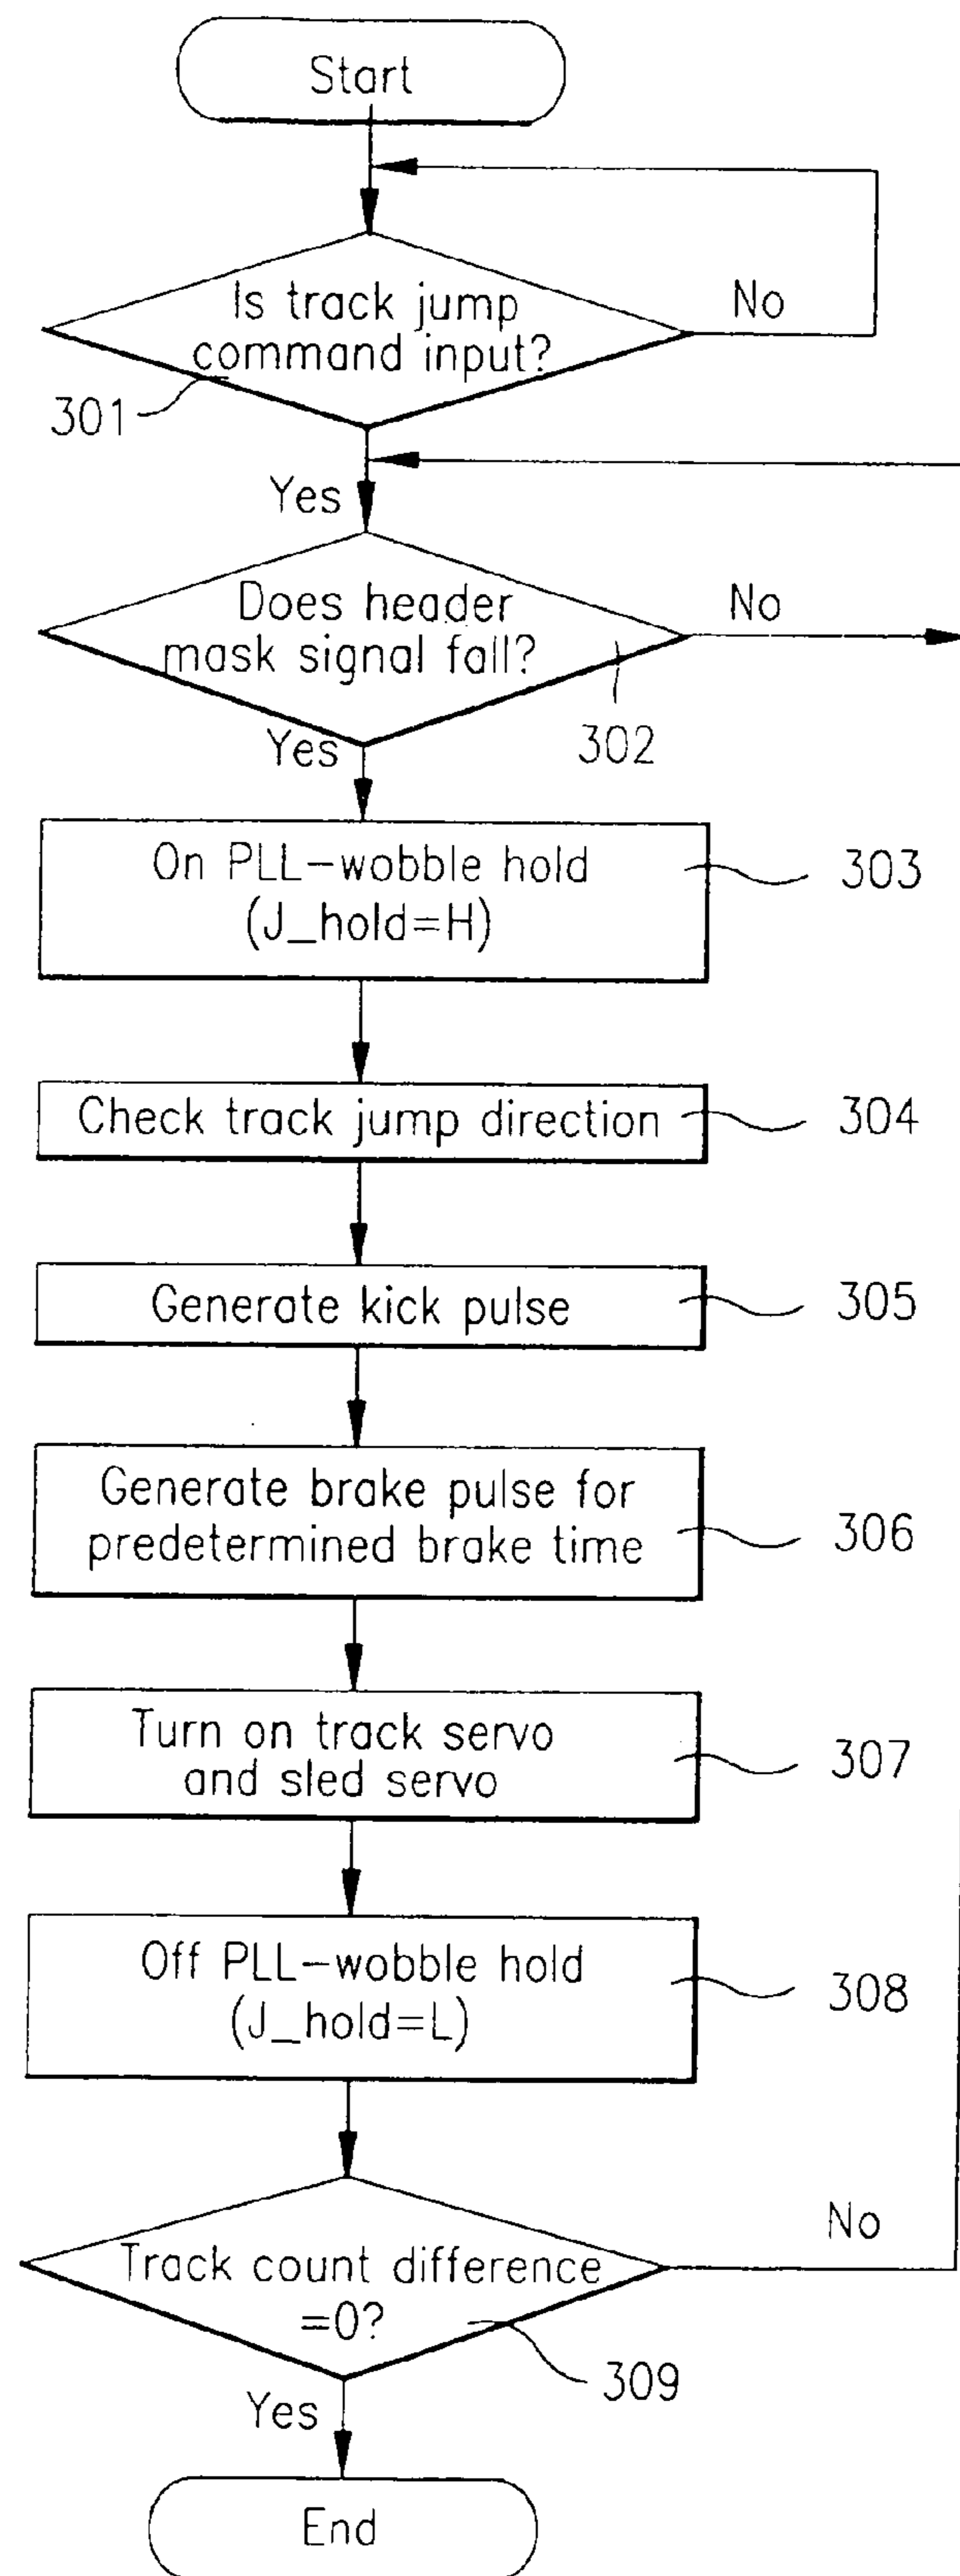 Start
Is track jump
command input?
No
301
Yes
Does header
mask signal fall?
No
302
Yes
On PLL-wobble hold
(J_hold=H)
303
Check track jump direction
304
Generate kick pulse
305
Generate brake pulse for
predetermined brake time
306
Turn on track servo
and sled servo
307
Off PLL-wobble hold
(J_hold=L)
308
No
Track count difference
=0?
309
Yes
End